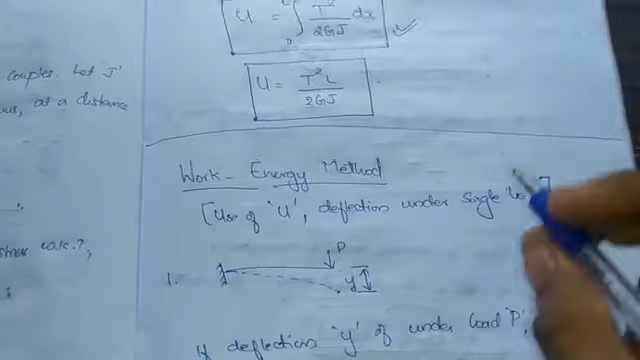 couples. Let J'
, at a distance
U = ∫ T² dx
0
2GJ
U = T²L
2GJ
Work - Energy Method
[Use of 'U', deflection under single
1.
P
y
If deflection 'y' of under load 'P',